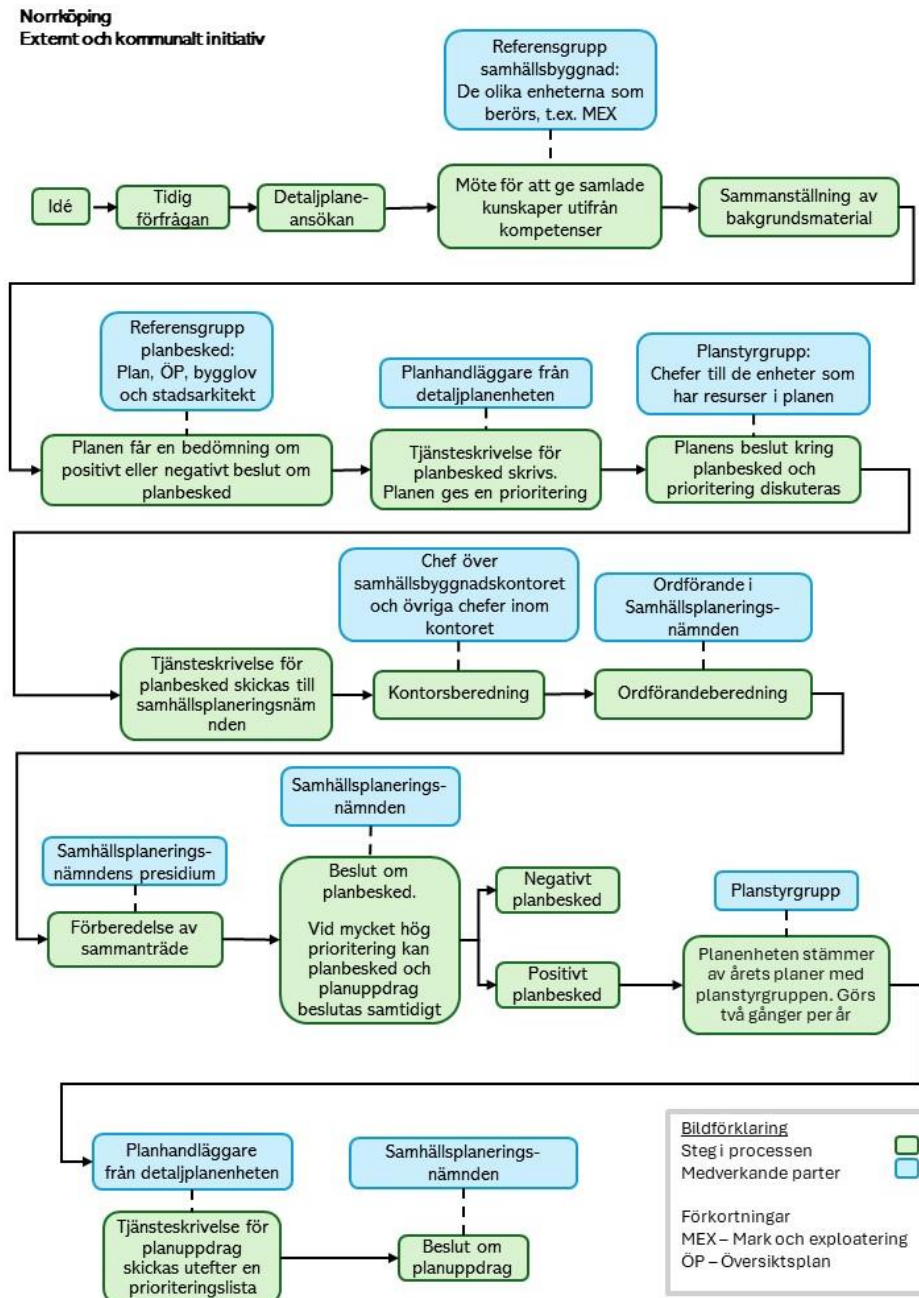 Norrköping
Externt och kommunalt initiativ
Referensgrupp
samhällsbyggnad:
De olika enheterna som
berörs, t.ex. MEX
Idé
Tidig
förfrågan
Detaljplane-
ansökan
Möte för att ge samlade
kunskaper utifrån
kompetenser
Sammanställning av
bakgrundsmaterial
Referensgrupp
planbesked:
Plan, ÖP, bygglov
och stadsarkitekt
Planhandläggare från
detaljplanenheten
Planstyrgrupp:
Chefer till de enheter som
har resurser i planen
Planen får en bedömning om
positivt eller negativt beslut om
planbesked
Tjänsteskrivelse för
planbesked skrivs.
Planen ges en prioritering
Planens beslut kring
planbesked och
prioritering diskuteras
Chef över
samhällsbyggnadskontoret
och övriga chefer inom
kontoret
Ordförande i
Samhällsplanerings-
nämnden
Tjänsteskrivelse för
planbesked skickas till
samhällsplaneringsnäm
nden
Kontorsberedning
Ordförandeberedning
Samhällsplanerings-
nämndens presidium
Samhällsplanerings-
nämnden
Förberedelse av
sammanträde
Beslut om
planbesked.
Vid mycket hög
prioritering kan
planbesked och
planuppdrag
beslutas samtidigt
Negativt
planbesked
Positivt
planbesked
Planstyrgrupp
Planenheten stämmer
av årets planer med
planstyrgruppen. Görs
två gånger per år
Planhandläggare
från detaljplanenheten
Samhällsplanerings-
nämnden
Tjänsteskrivelse för
planuppdrag
skickas utefter en
prioriteringslista
Beslut om
planuppdrag
Bildförklaring
Steg i processen
Medverkande parter
Förkortningar
MEX – Mark och exploatering
ÖP – Översiktsplan